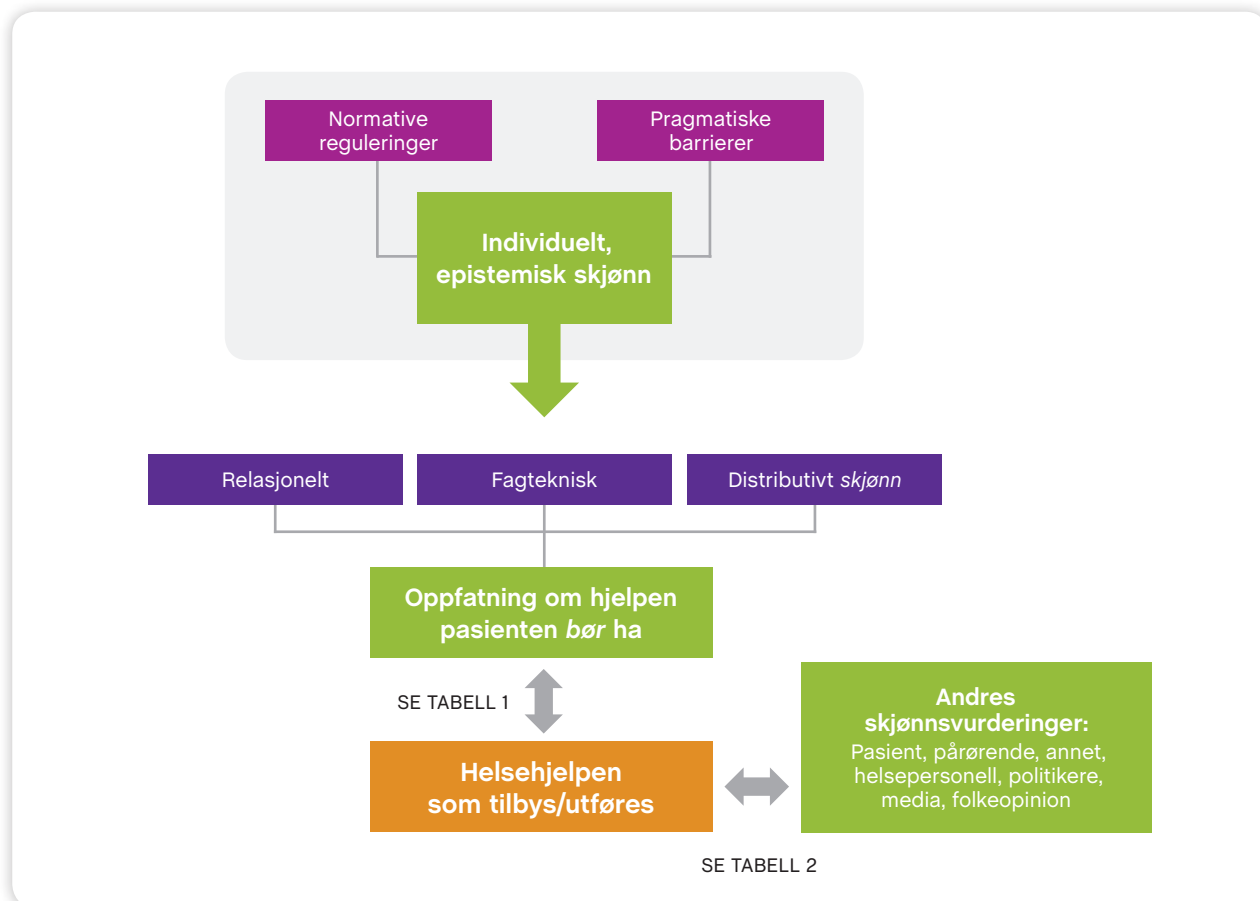 Normative
reguleringer
Pragmatiske
barrierer
Individuelt,
epistemisk skjønn
Relasjonelt
Fagteknisk
Distributivt skjønn
Oppfatning om hjelpen
pasienten bør ha
SE TABELL 1
Helsehjelpen
som tilbys/utføres
Andres
skjønnsvurderinger:
Pasient, pårørende, annet,
helsepersonell, politikere,
media, folkeopinion
SE TABELL 2